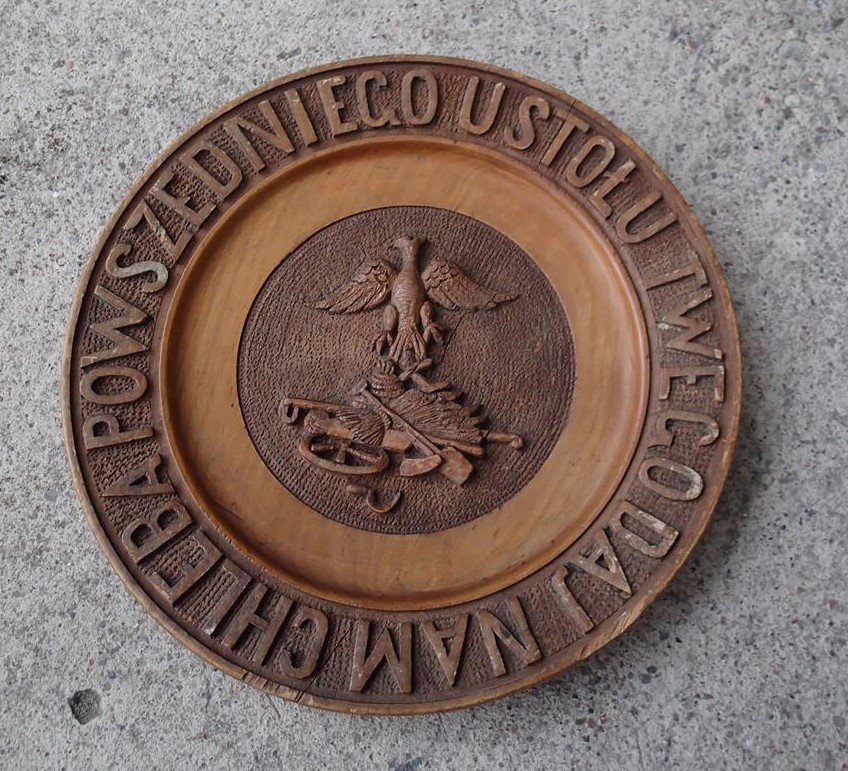 U STOŁU TWEGO DAJ NAM CHLEBA POWSZEDNIEGO